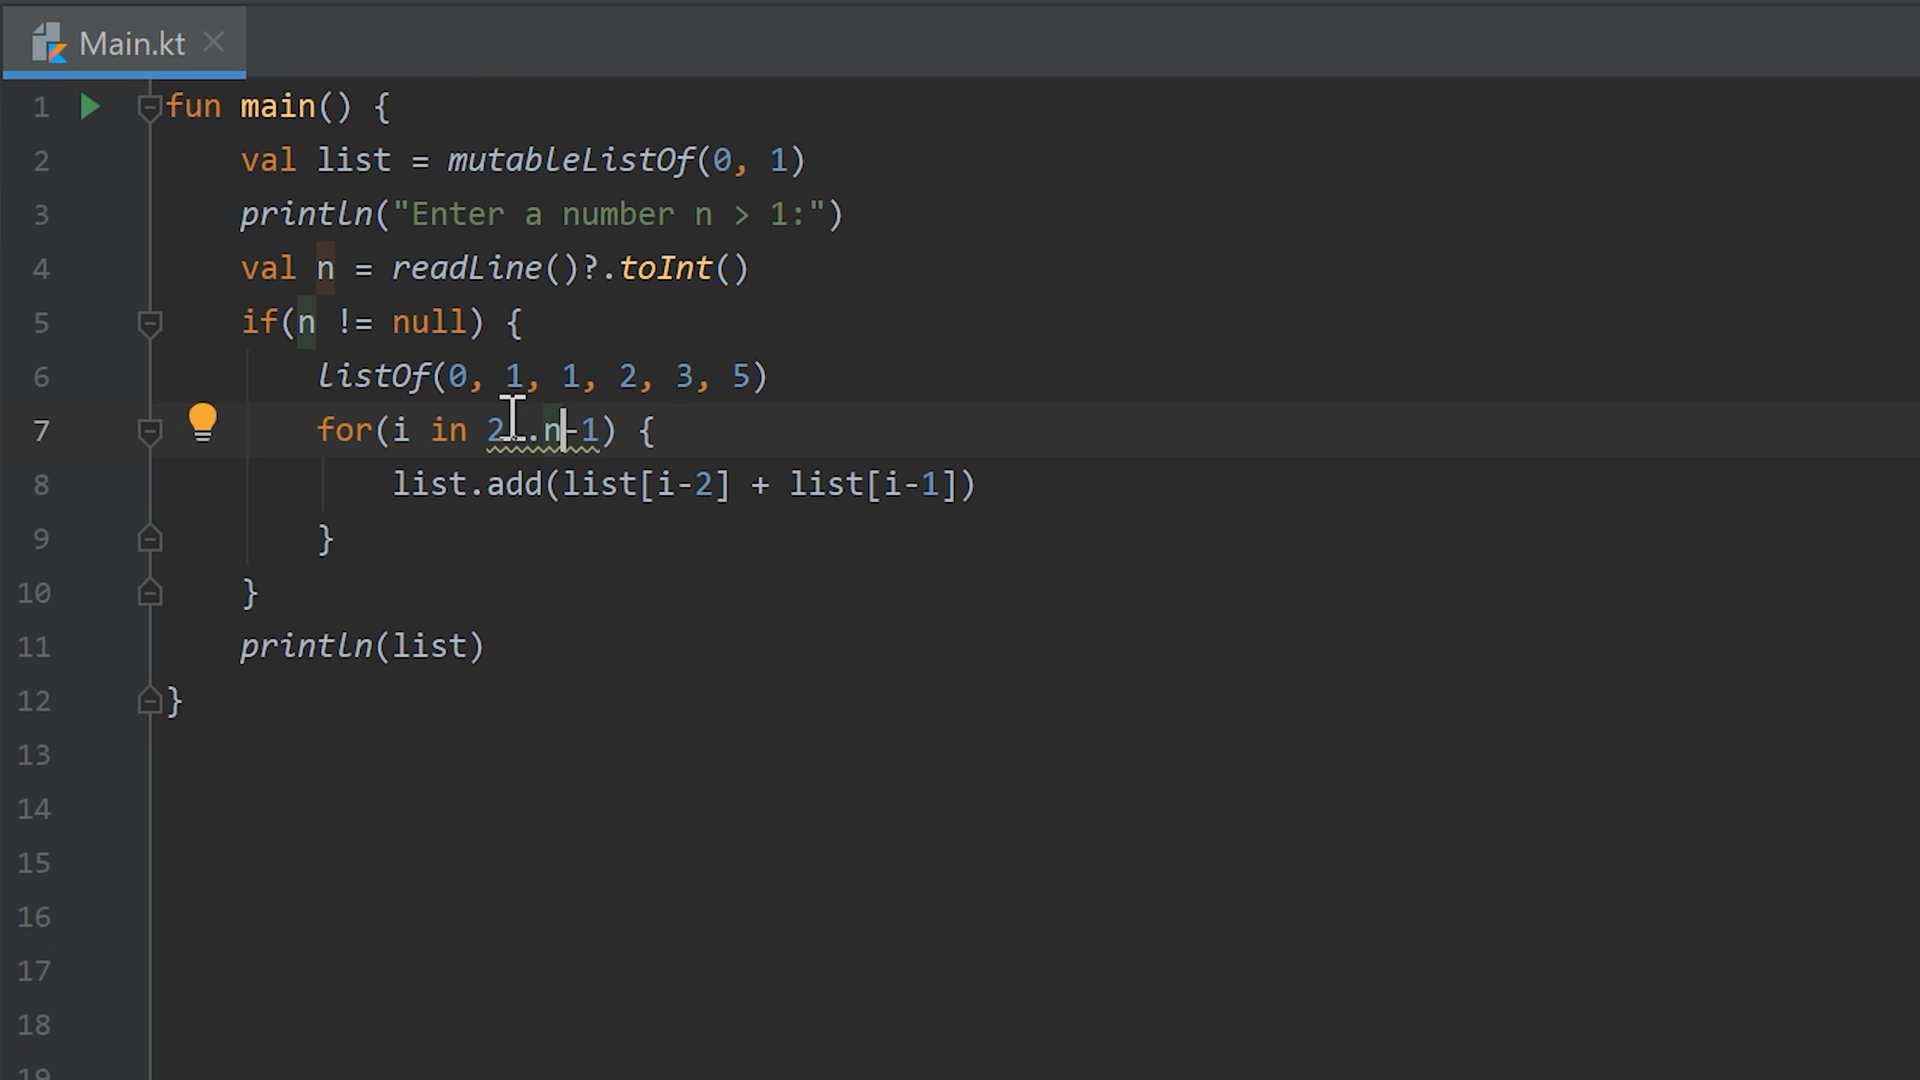 Main.kt
1 fun main() {
2 val list = mutableListOf(0, 1)
3 println("Enter a number n > 1:")
4 val n = readLine()?.toInt()
5 if(n != null) {
6 listOf(0, 1, 1, 2, 3, 5)
7 for(i in 2..n-1) {
8 list.add(list[i-2] + list[i-1])
9 }
10 }
11 println(list)
12 }
13
14
15
16
17
18
19